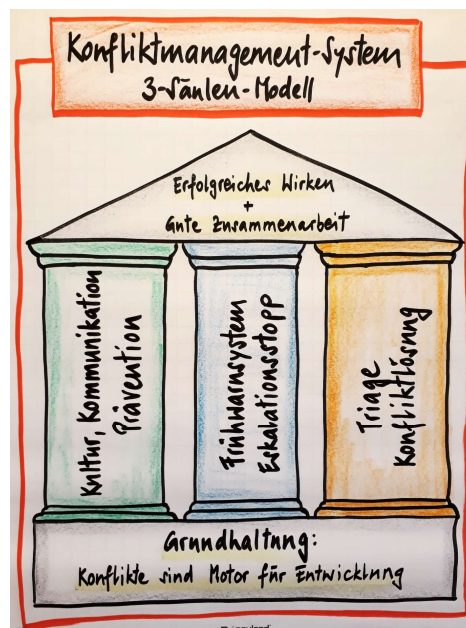 Konfliktmanagement-System
3-Säulen-Modell
Erfolgreiches Wirken
+
Gute Zusammenarbeit
Kultur, Kommunikation
Prävention
Frühwarnsystem
Eskalationsstopp
Triage
Konfliktlösung
Grundhaltung:
Konflikte sind Motor für Entwicklung